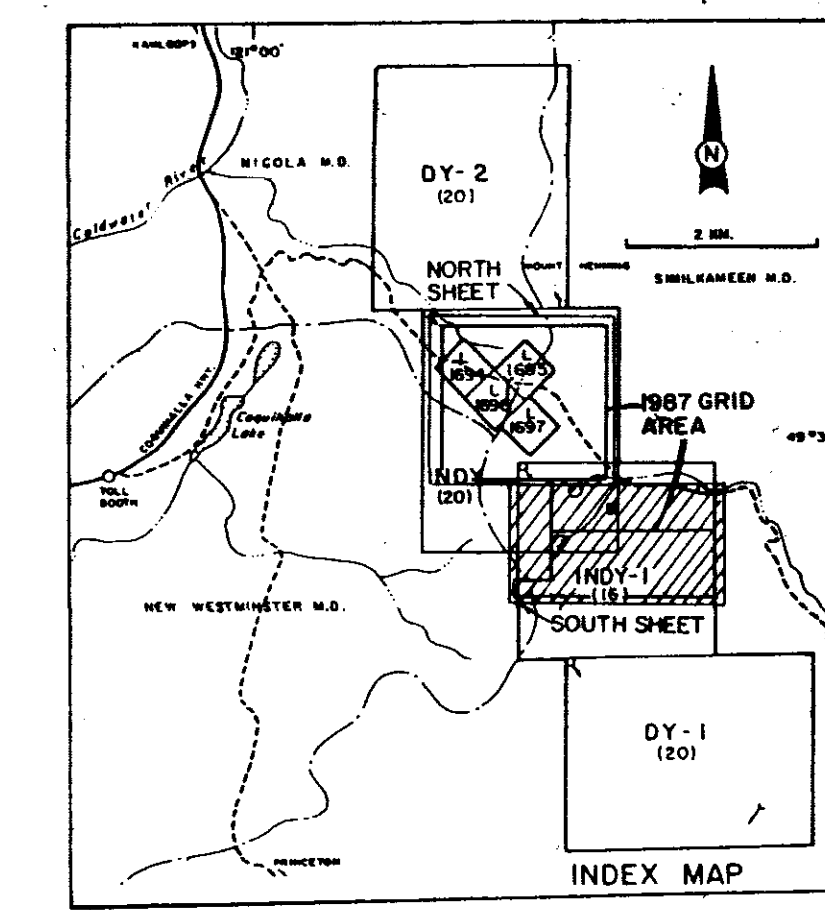 KAMLOOPS
121°00'
NICOLA M.D.
Coldwater River
DY-2
(20)
N
2 KM.
SIMILKAMEEN M.D.
MOUNT HENNING
NORTH
SHEET
L
1694
L
1695
L
1696
L
1697
1987 GRID
AREA
COQUIHALLA HWY.
Coquihalla
Lake
TOLL
BOOTH
INDY
(20)
INDY-1
(16)
SOUTH SHEET
NEW WESTMINSTER M.D.
DY-1
(20)
PRINCETON
INDEX MAP